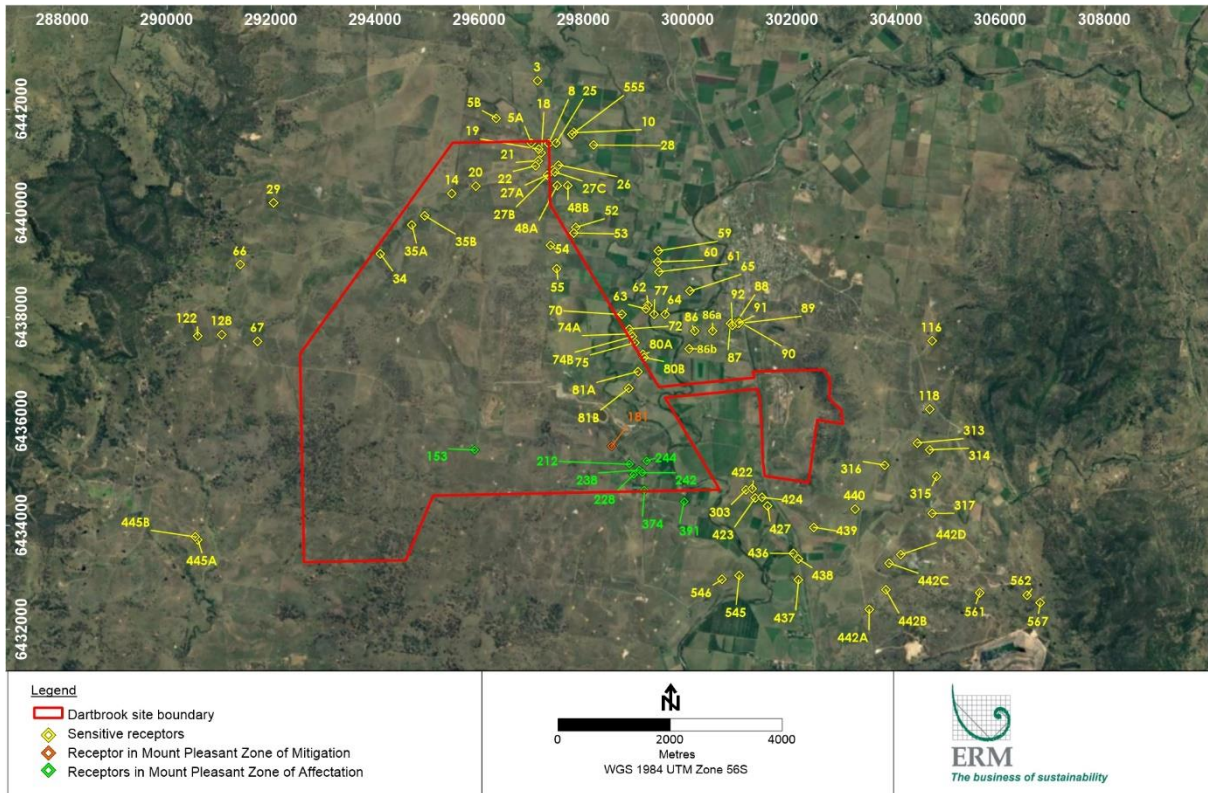 288000 290000 292000 294000 296000 298000 300000 302000 304000 306000 308000
6442000
6440000
6438000
6436000
6434000
6432000
3
18 8 25 555
5B 5A 10
19 28
21
22
20 27A 27C 26
14 27B 48A 48B
29
52
53
35A 35B 54
34 55
66
59
60
61
65
62 77 64
63
70
92 88
91 89
86 86a
72
74A
74B
75
80A
86b 87 90
80B
122 128 67
116
81A
81B
118
181
153
212 244
238 242
228
374 391
313
314
316
315
422
303 424
423 427
440
317
439
445B
445A
436
438
442D
442C
546 545 437
442A 442B
561 562
567
Legend
Dartbrook site boundary
Sensitive receptors
Receptor in Mount Pleasant Zone of Mitigation
Receptors in Mount Pleasant Zone of Affectation
N
0 2000 4000
Metres
WGS 1984 UTM Zone 56S
ERM
The business of sustainability